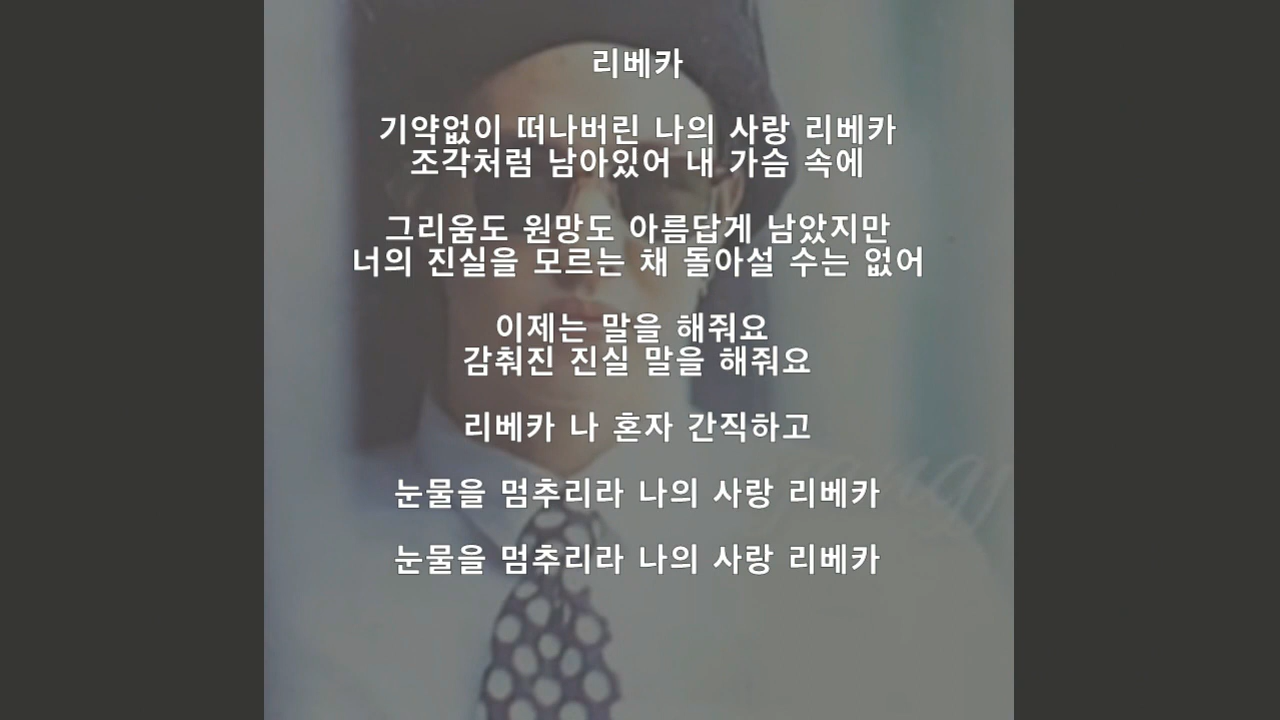 리베카
기약없이 떠나버린 나의 사랑 리베카
조각처럼 남아있어 내 가슴 속에
그리움도 원망도 아름답게 남았지만
너의 진실을 모르는 채 돌아설 수는 없어
이제는 말을 해줘요
감춰진 진실 말을 해줘요
리베카 나 혼자 간직하고
눈물을 멈추리라 나의 사랑 리베카
눈물을 멈추리라 나의 사랑 리베카